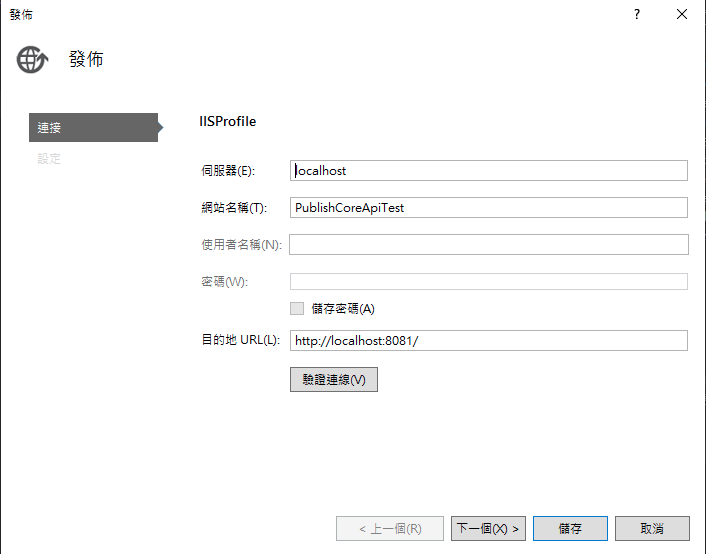 發佈
?
發佈
連接
設定
IISProfile
伺服器(E):
localhost
網站名稱(T):
PublishCoreApiTest
使用者名稱(N):
密碼(W):
儲存密碼(A)
目的地 URL(L):
http://localhost:8081/
驗證連線(V)
< 上一個(R)
下一個(X) >
儲存
取消